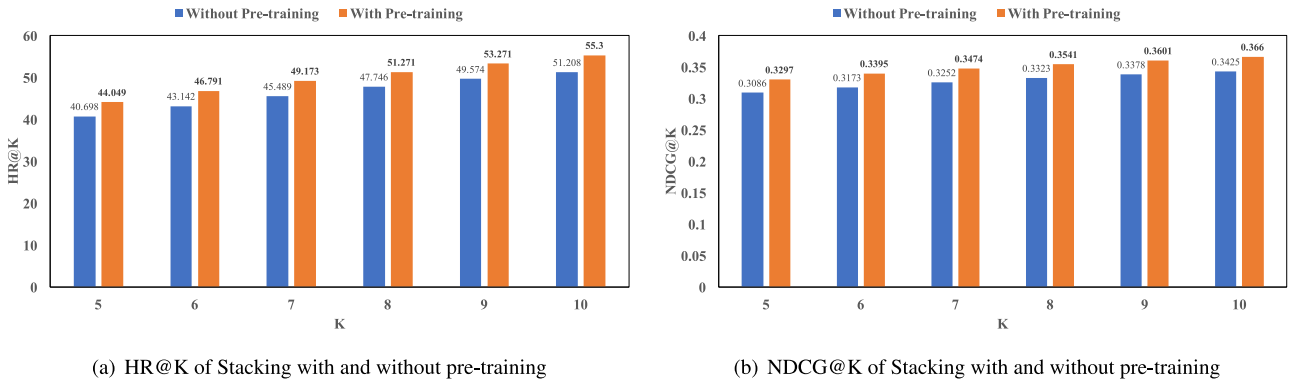 Without Pre-training With Pre-training
60
50
40
30
20
10
0
HR@K
40.698 44.049
43.142 46.791
45.489 49.173
47.746 51.271
49.574 53.271
51.208 55.3
5 6 7 8 9 10
K
(a) HR@K of Stacking with and without pre-training
Without Pre-training With Pre-training
0.4
0.35
0.3
0.25
0.2
0.15
0.1
0.05
0
NDCG@K
0.3086 0.3297
0.3173 0.3395
0.3252 0.3474
0.3323 0.3541
0.3378 0.3601
0.3425 0.366
5 6 7 8 9 10
K
(b) NDCG@K of Stacking with and without pre-training